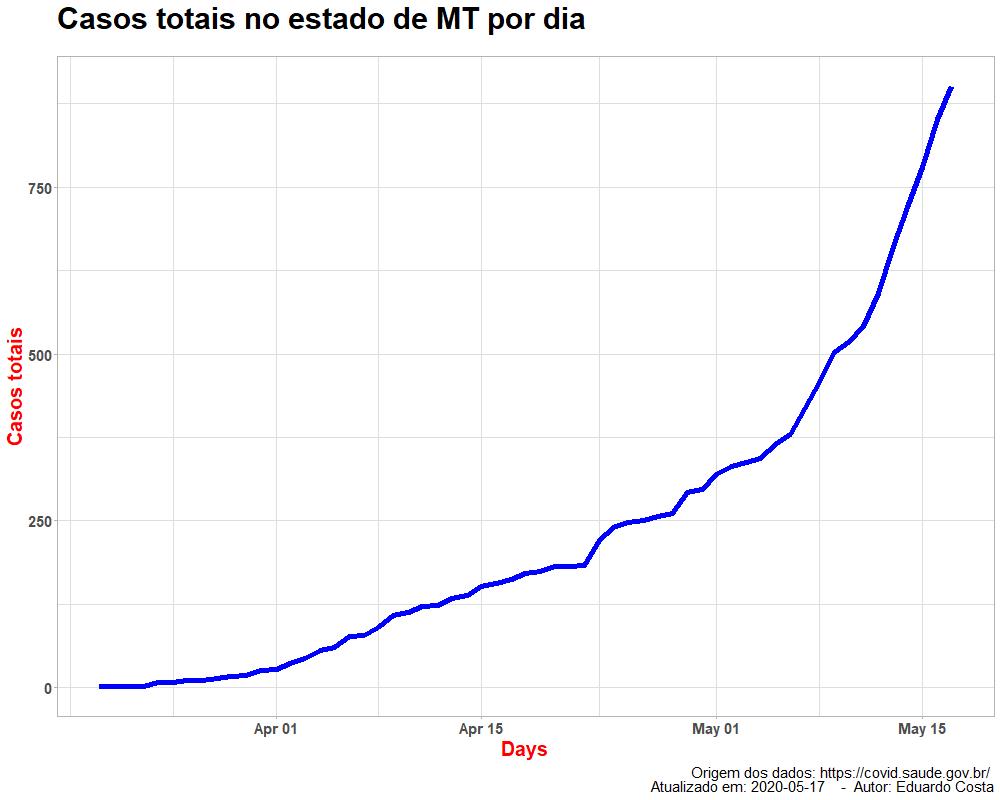 Casos totais no estado de MT por dia
Casos totais
750
500
250
0
Apr 01 Apr 15 May 01 May 15
Days
Origem dos dados: https://covid.saude.gov.br/
Atualizado em: 2020-05-17 - Autor: Eduardo Costa